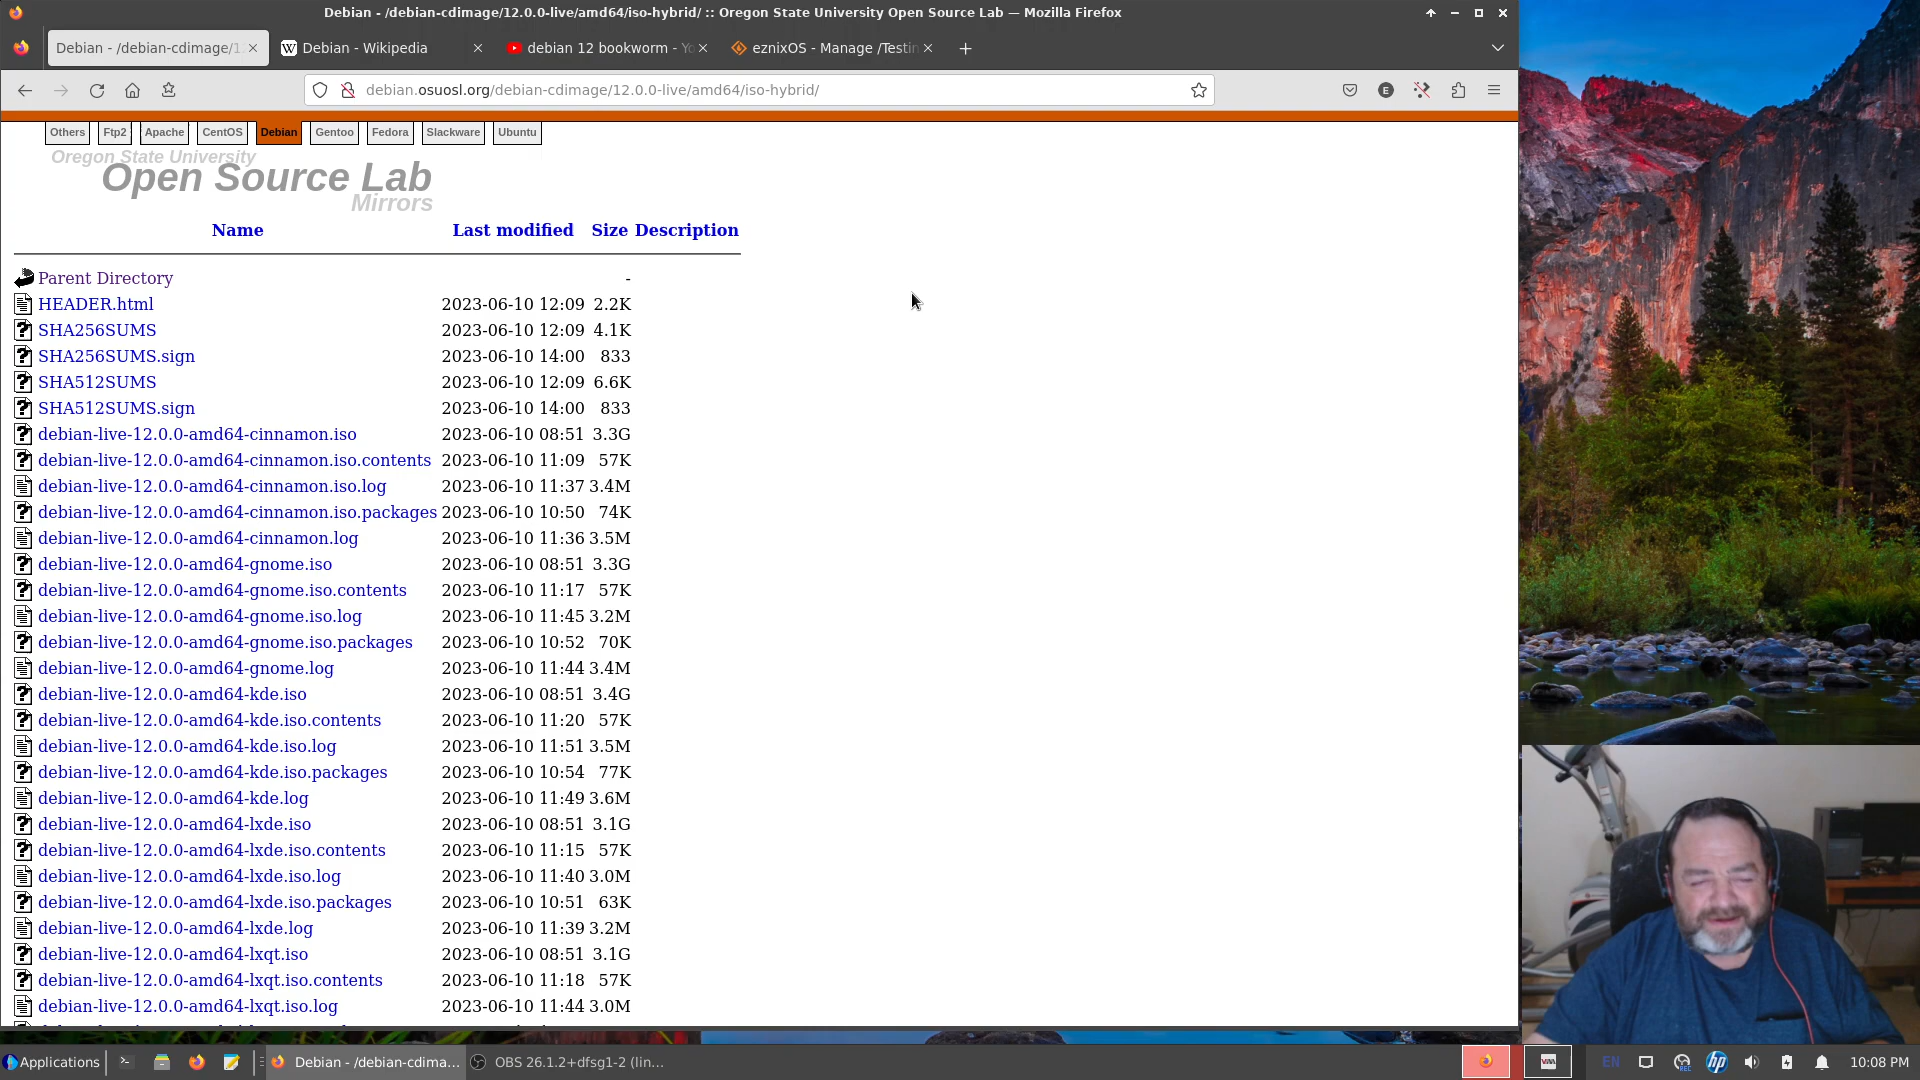 Debian - /debian-cdimage/12.0.0-live/amd64/iso-hybrid/ :: Oregon State University Open Source Lab — Mozilla Firefox
Debian - /debian-cdimage/1
Debian - Wikipedia
debian 12 bookworm - Yo
eznixOS - Manage /Testin
debian.osuosl.org/debian-cdimage/12.0.0-live/amd64/iso-hybrid/
Others Ftp2 Apache CentOS Debian Gentoo Fedora Slackware Ubuntu
Oregon State University
Open Source Lab
Mirrors
Name Last modified Size Description
Parent Directory -
HEADER.html 2023-06-10 12:09 2.2K
SHA256SUMS 2023-06-10 12:09 4.1K
SHA256SUMS.sign 2023-06-10 14:00 833
SHA512SUMS 2023-06-10 12:09 6.6K
SHA512SUMS.sign 2023-06-10 14:00 833
debian-live-12.0.0-amd64-cinnamon.iso 2023-06-10 08:51 3.3G
debian-live-12.0.0-amd64-cinnamon.iso.contents 2023-06-10 11:09 57K
debian-live-12.0.0-amd64-cinnamon.iso.log 2023-06-10 11:37 3.4M
debian-live-12.0.0-amd64-cinnamon.iso.packages 2023-06-10 10:50 74K
debian-live-12.0.0-amd64-cinnamon.log 2023-06-10 11:36 3.5M
debian-live-12.0.0-amd64-gnome.iso 2023-06-10 08:51 3.3G
debian-live-12.0.0-amd64-gnome.iso.contents 2023-06-10 11:17 57K
debian-live-12.0.0-amd64-gnome.iso.log 2023-06-10 11:45 3.2M
debian-live-12.0.0-amd64-gnome.iso.packages 2023-06-10 10:52 70K
debian-live-12.0.0-amd64-gnome.log 2023-06-10 11:44 3.4M
debian-live-12.0.0-amd64-kde.iso 2023-06-10 08:51 3.4G
debian-live-12.0.0-amd64-kde.iso.contents 2023-06-10 11:20 57K
debian-live-12.0.0-amd64-kde.iso.log 2023-06-10 11:51 3.5M
debian-live-12.0.0-amd64-kde.iso.packages 2023-06-10 10:54 77K
debian-live-12.0.0-amd64-kde.log 2023-06-10 11:49 3.6M
debian-live-12.0.0-amd64-lxde.iso 2023-06-10 08:51 3.1G
debian-live-12.0.0-amd64-lxde.iso.contents 2023-06-10 11:15 57K
debian-live-12.0.0-amd64-lxde.iso.log 2023-06-10 11:40 3.0M
debian-live-12.0.0-amd64-lxde.iso.packages 2023-06-10 10:51 63K
debian-live-12.0.0-amd64-lxde.log 2023-06-10 11:39 3.2M
debian-live-12.0.0-amd64-lxqt.iso 2023-06-10 08:51 3.1G
debian-live-12.0.0-amd64-lxqt.iso.contents 2023-06-10 11:18 57K
debian-live-12.0.0-amd64-lxqt.iso.log 2023-06-10 11:44 3.0M
Applications Debian - /debian-cdima... OBS 26.1.2+dfsg1-2 (lin... EN REC hp 10:08 PM